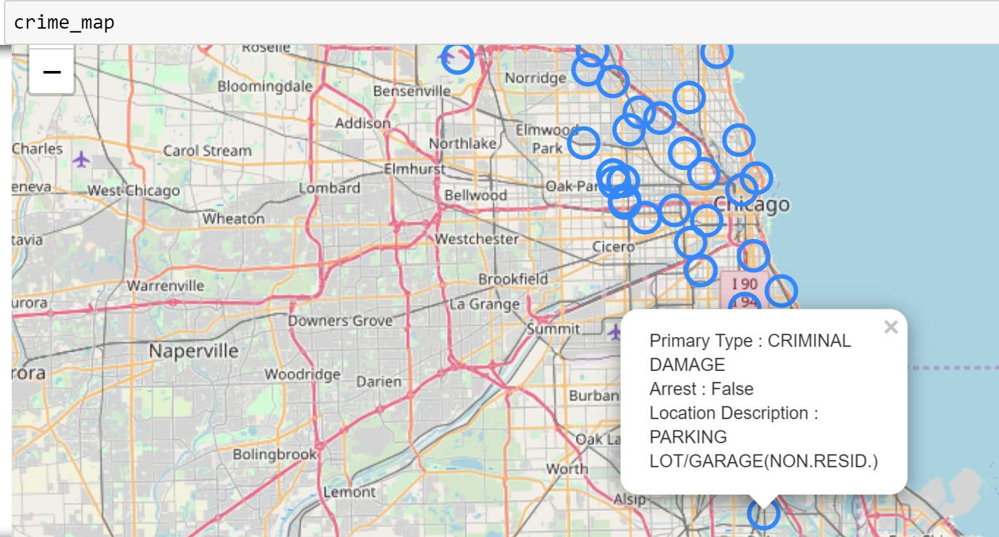 crime_map
−
Roselle
Norridge
Bloomingdale
Bensenville
Addison
Elmwood
Park
Northlake
Charles
Carol Stream
Elmhurst
eneva
West Chicago
Lombard
Oak Par
Bellwood
Chicago
Wheaton
tavia
Westchester
Cicero
Brookfield
I 90
I 94
Warrenville
urora
La Grange
Downers Grove
Summit
Naperville
rora
Woodridge
Darien
Burban
Oak La
Bolingbrook
Worth
Lemont
Alsip
×
Primary Type : CRIMINAL
DAMAGE
Arrest : False
Location Description :
PARKING
LOT/GARAGE(NON.RESID.)